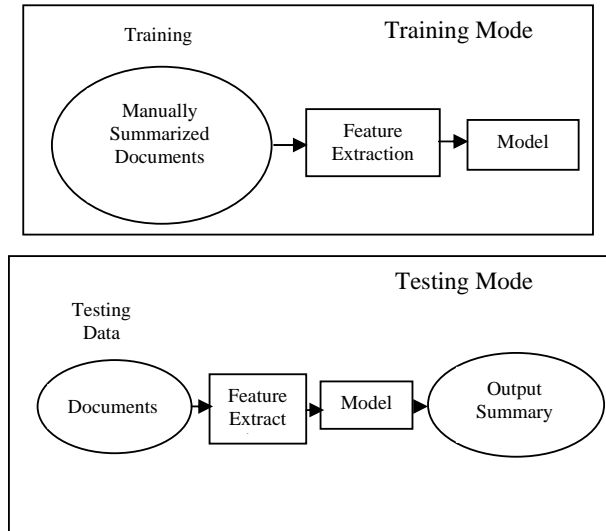 Training
Training Mode
Manually
Summarized
Documents
Feature
Extraction
Model
Testing Mode
Testing
Data
Documents
Feature
Extract
Model
Output
Summary